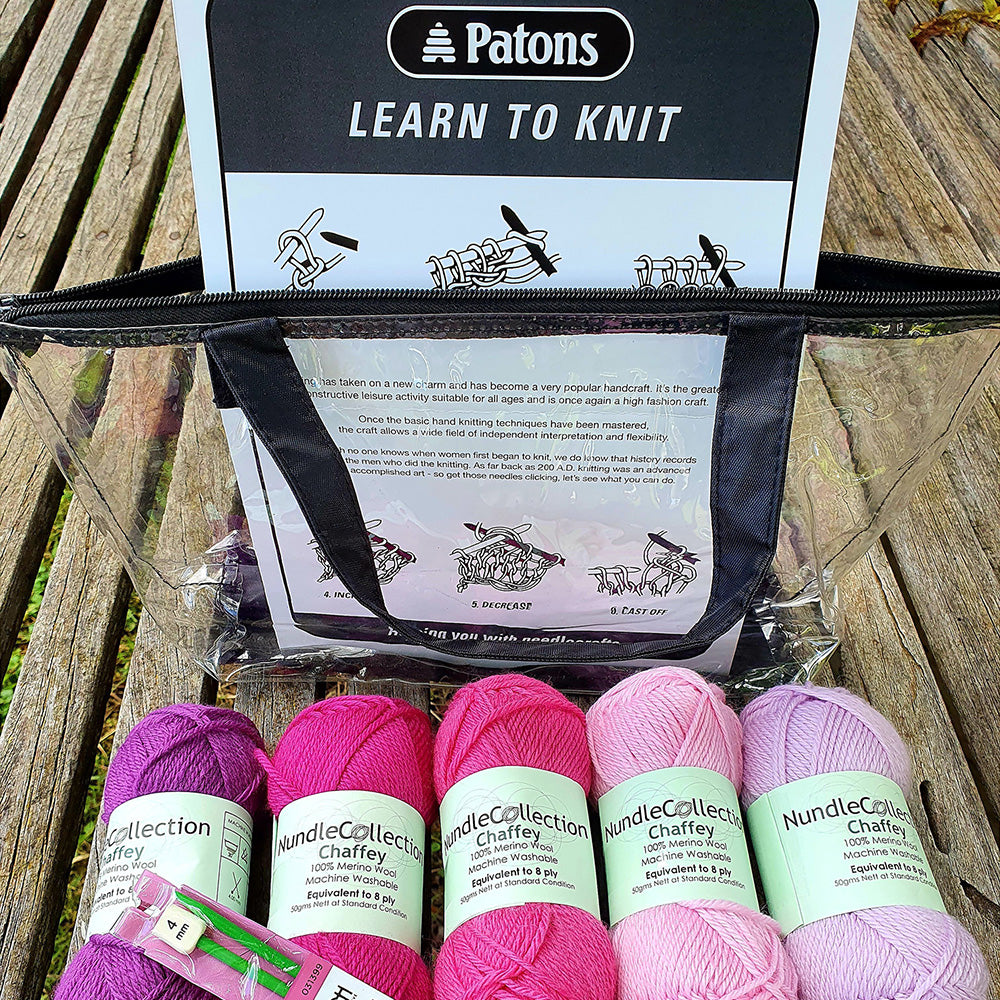 Patons
LEARN TO KNIT
has taken on a new charm and has become a very popular handcraft. it's the
constructive leisure activity suitable for all ages and is once again a high fashion craft.
Once the basic hand knitting techniques have been mastered,
the craft allows a wide field of independent interpretation and flexibility.
no one knows when women first began to knit, we do know that history records
the men who did the knitting. As far back as 200 A.D. knitting was an advanced
accomplished art - so get those needles clicking, let's see what you can do.
4. INC
5. DECREASE
6. CAST OFF
you with needlecrafts
Collection
Chaffey
Merino Wool
Machine Washable
Equivalent to 8
NundleCollection
Chaffey
100% Merino Wool
Machine Washable
Equivalent to 8 ply
50gms Nett at Standard Condition
NundleCollection
Chaffey
100% Merino Wool
Machine Washable
Equivalent to 8 ply
50gms Nett at Standard Condition
NundleCollection
Chaffey
100% Merino Wool
Machine Washable
Equivalent to 8 ply
50gms Nett at Standard Condition
NundleCollection
Chaffey
100% Merino Wool
Machine Washable
Equivalent to 8 ply
50gms Nett at Standard Condition
4
mm
031399